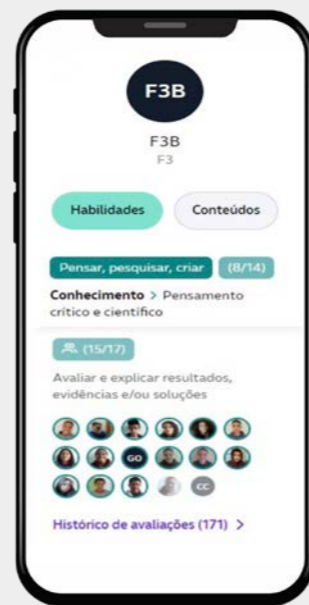 F3B
F3B
F3
Habilidades Conteúdos
Pensar, pesquisar, criar (8/14)
Conhecimento > Pensamento
crítico e científico
(15/17)
Avaliar e explicar resultados,
evidências e/ou soluções
GO
CC
Histórico de avaliações (171) >